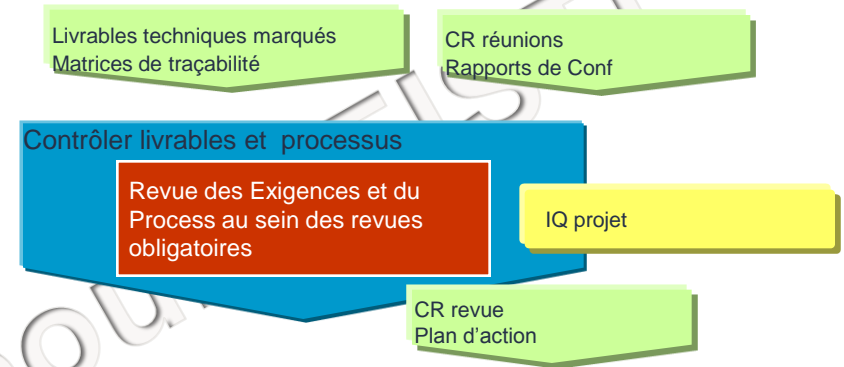 Livrables techniques marqués
Matrices de traçabilité
CR réunions
Rapports de Conf
Contrôler livrables et processus
Revue des Exigences et du
Process au sein des revues
obligatoires
IQ projet
CR revue
Plan d'action